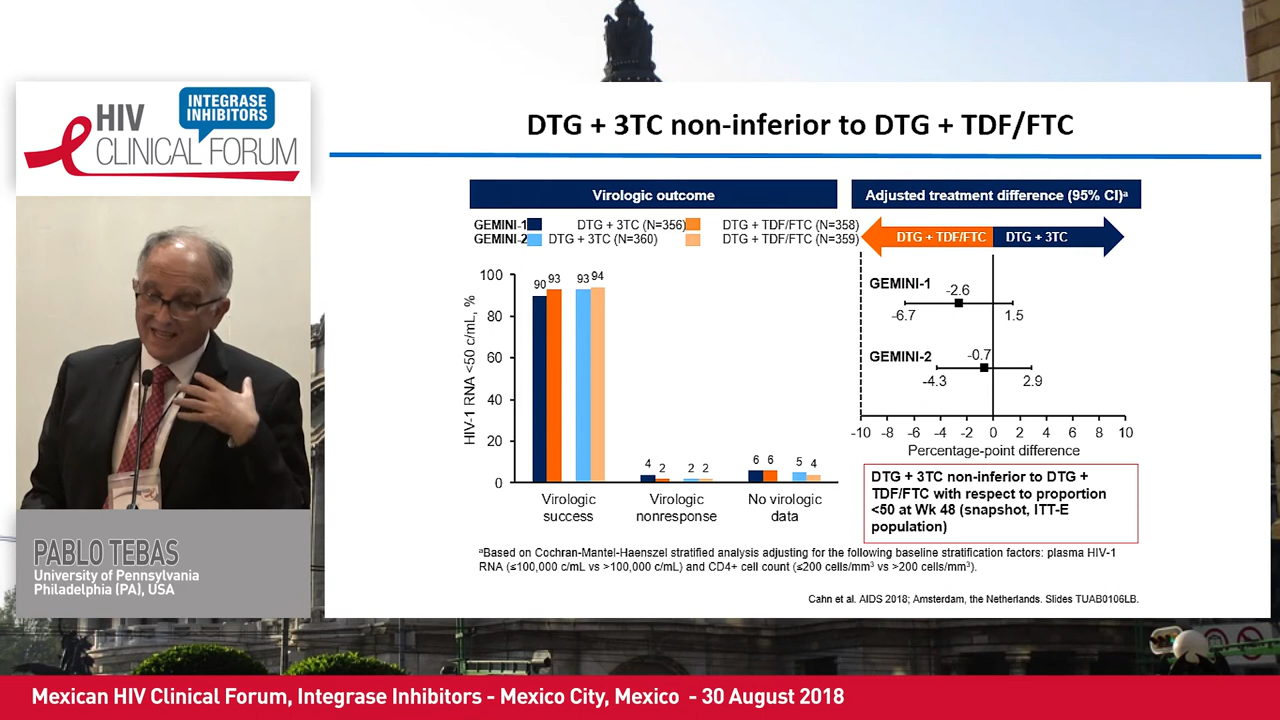 HIV
INTEGRASE
INHIBITORS
CLINICAL FORUM
PABLO TEBAS
University of Pennsylvania
Philadelphia (PA), USA
DTG + 3TC non-inferior to DTG + TDF/FTC
Virologic outcome
GEMINI-1 DTG + 3TC (N=356) DTG + TDF/FTC (N=358)
GEMINI-2 DTG + 3TC (N=360) DTG + TDF/FTC (N=359)
HIV-1 RNA <50 c/mL, %
100
80
60
40
20
0
90 93 93 94
4 2 2 2
6 6 5 4
Virologic success
Virologic nonresponse
No virologic data
Adjusted treatment difference (95% CI)ᵃ
DTG + TDF/FTC DTG + 3TC
GEMINI-1
-2.6
-6.7 1.5
GEMINI-2
-0.7
-4.3 2.9
-10 -8 -6 -4 -2 0 2 4 6 8 10
Percentage-point difference
DTG + 3TC non-inferior to DTG +
TDF/FTC with respect to proportion
<50 at Wk 48 (snapshot, ITT-E
population)
ᵃBased on Cochran-Mantel-Haenszel stratified analysis adjusting for the following baseline stratification factors: plasma HIV-1
RNA (≤100,000 c/mL vs >100,000 c/mL) and CD4+ cell count (≤200 cells/mm³ vs >200 cells/mm³).
Cahn et al. AIDS 2018; Amsterdam, the Netherlands. Slides TUAB0106LB.
Mexican HIV Clinical Forum, Integrase Inhibitors - Mexico City, Mexico - 30 August 2018